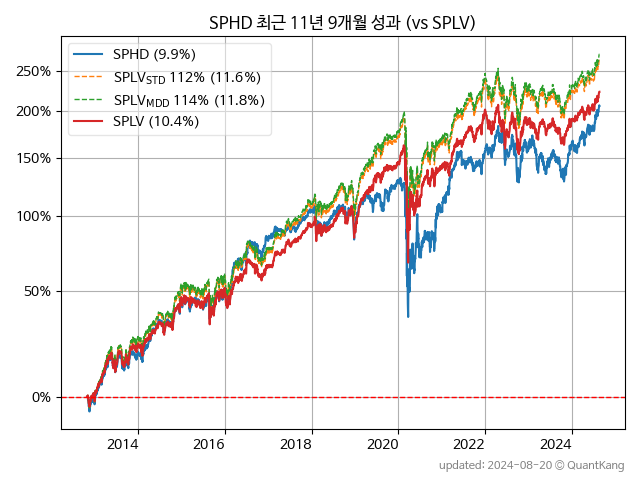 SPHD 최근 11년 9개월 성과 (vs SPLV)
SPHD (9.9%)
SPLV_STD 112% (11.6%)
SPLV_MDD 114% (11.8%)
SPLV (10.4%)
250%
200%
150%
100%
50%
0%
2014 2016 2018 2020 2022 2024
updated: 2024-08-20 © QuantKang